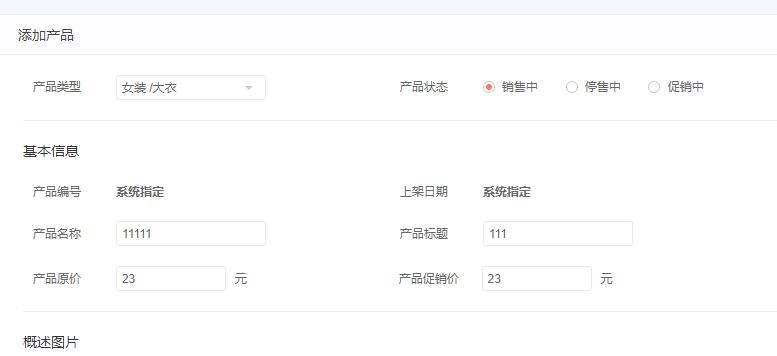 添加产品
产品类型 女装 /大衣 产品状态 销售中 停售中 促销中
基本信息
产品编号 系统指定 上架日期 系统指定
产品名称 11111 产品标题 111
产品原价 23 元 产品促销价 23 元
概述图片